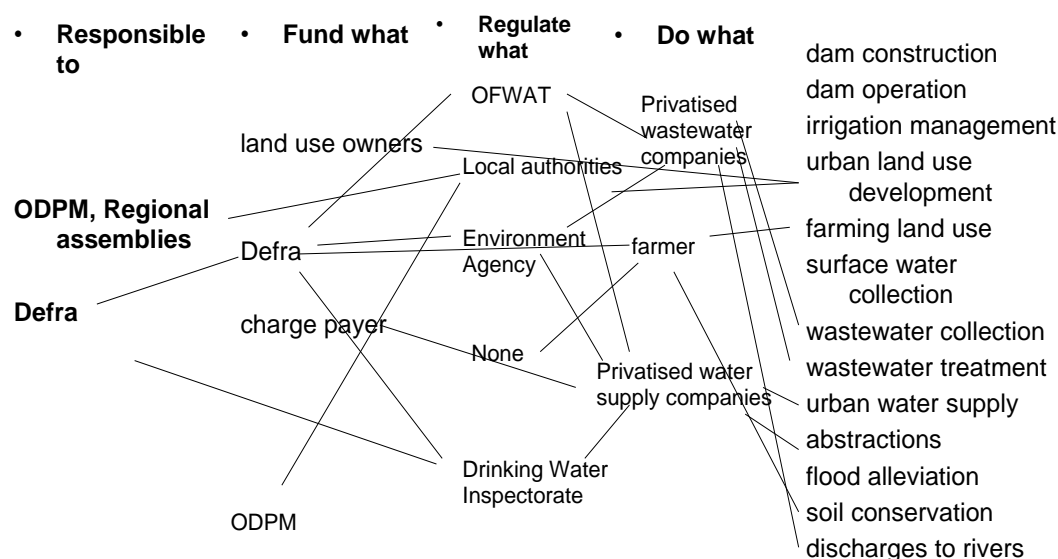 • Responsible
to
• Fund what
• Regulate
what
• Do what
ODPM, Regional
assemblies
Defra
land use owners
Defra
charge payer
ODPM
OFWAT
Local authorities
Environment
Agency
None
Drinking Water
Inspectorate
Privatised
wastewater
companies
farmer
Privatised water
supply companies
dam construction
dam operation
irrigation management
urban land use
development
farming land use
surface water
collection
wastewater collection
wastewater treatment
urban water supply
abstractions
flood alleviation
soil conservation
discharges to rivers